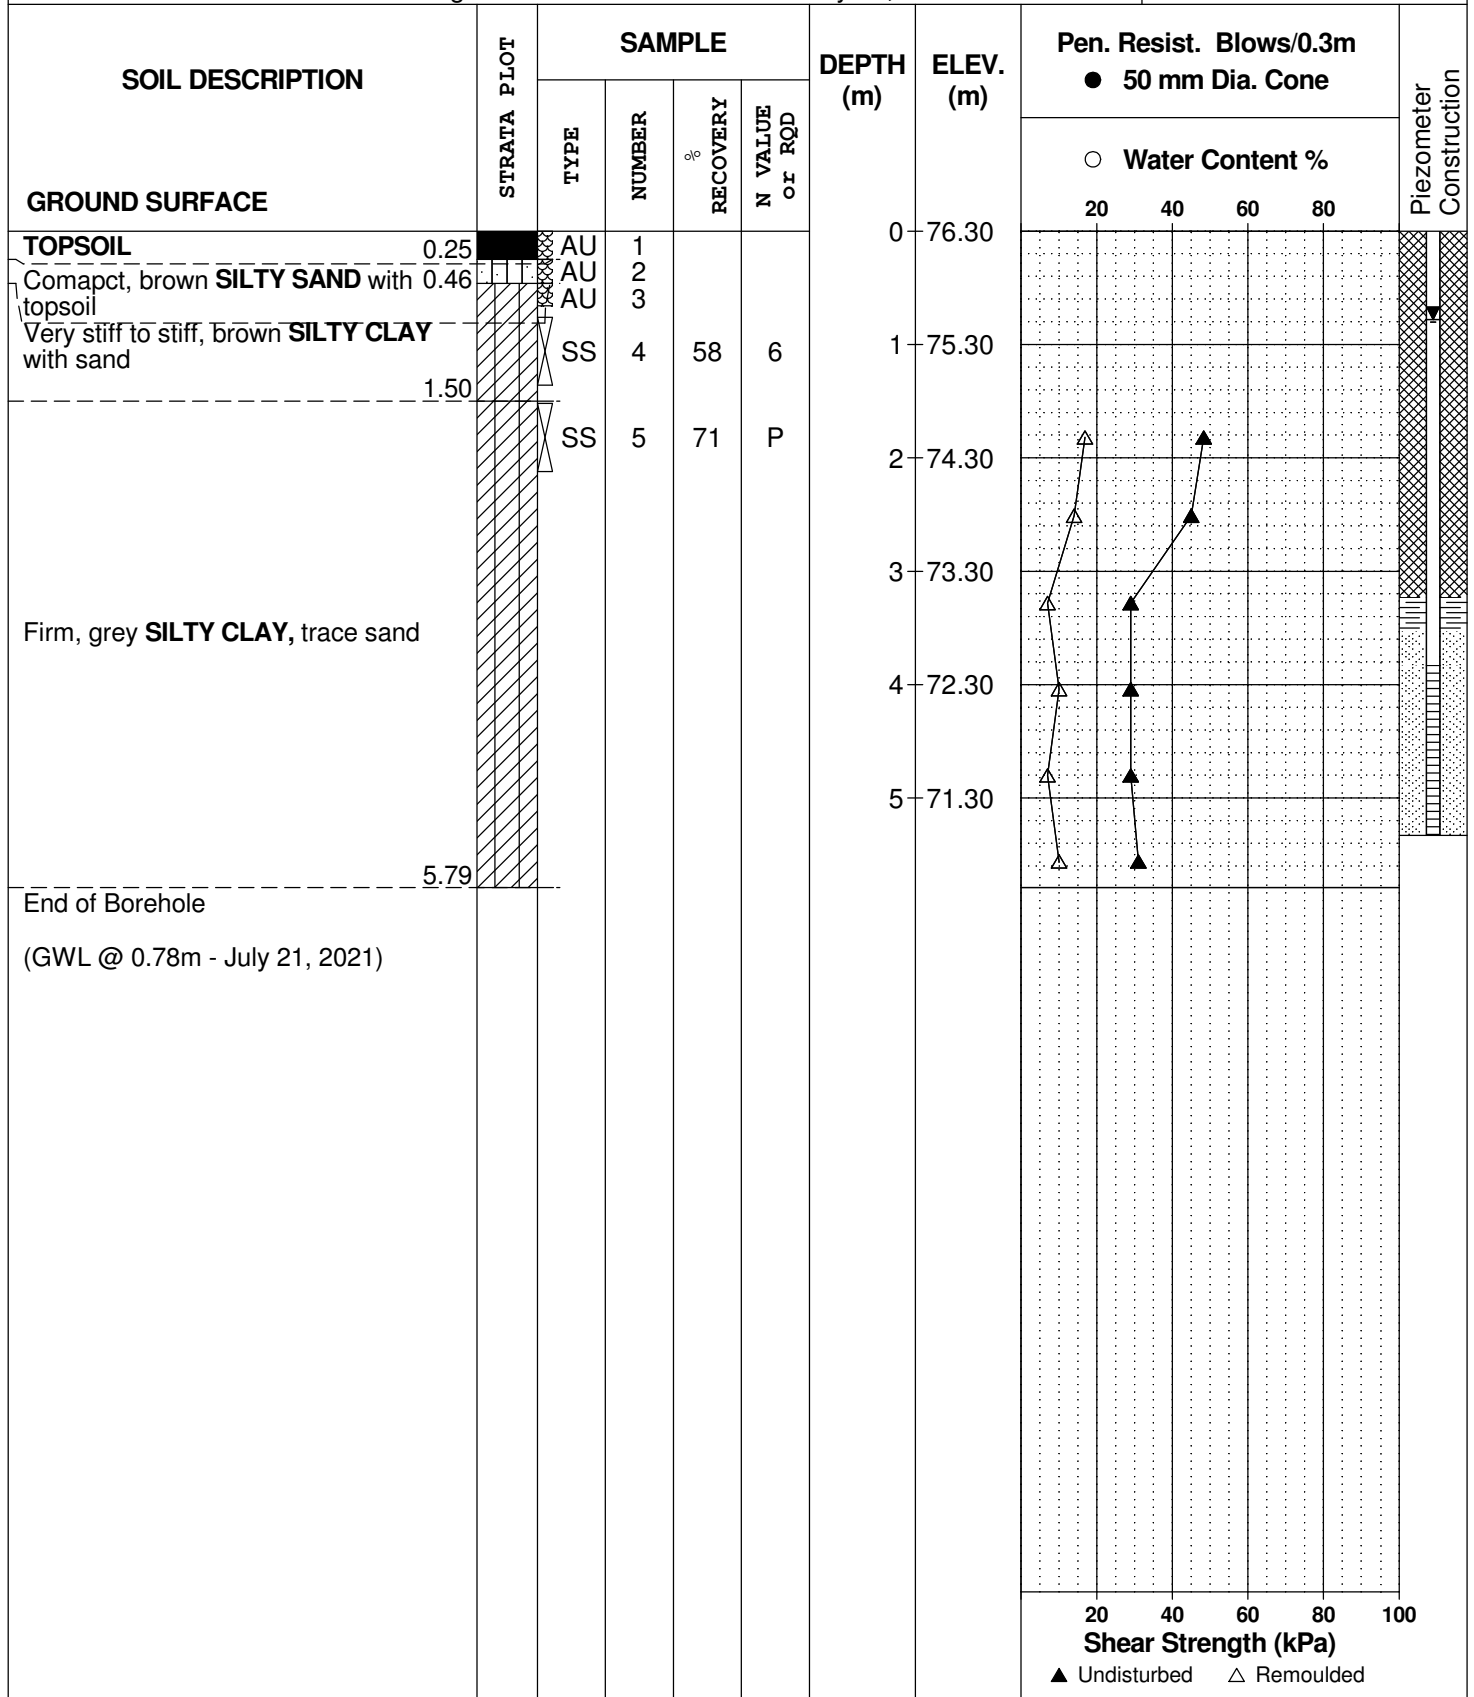 SOIL DESCRIPTION
GROUND SURFACE
STRATA PLOT
SAMPLE
TYPE
NUMBER
%
RECOVERY
N VALUE
or RQD
DEPTH
(m)
ELEV.
(m)
Pen. Resist. Blows/0.3m
● 50 mm Dia. Cone
○ Water Content %
20 40 60 80
Piezometer
Construction
TOPSOIL 0.25
AU 1
0 76.30
Comapct, brown SILTY SAND with 0.46
topsoil
AU 2
AU 3
Very stiff to stiff, brown SILTY CLAY
with sand
1.50
SS 4 58 6
1 75.30
SS 5 71 P
2 74.30
3 73.30
Firm, grey SILTY CLAY, trace sand
4 72.30
5 71.30
5.79
End of Borehole
(GWL @ 0.78m - July 21, 2021)
20 40 60 80 100
Shear Strength (kPa)
▲ Undisturbed △ Remoulded